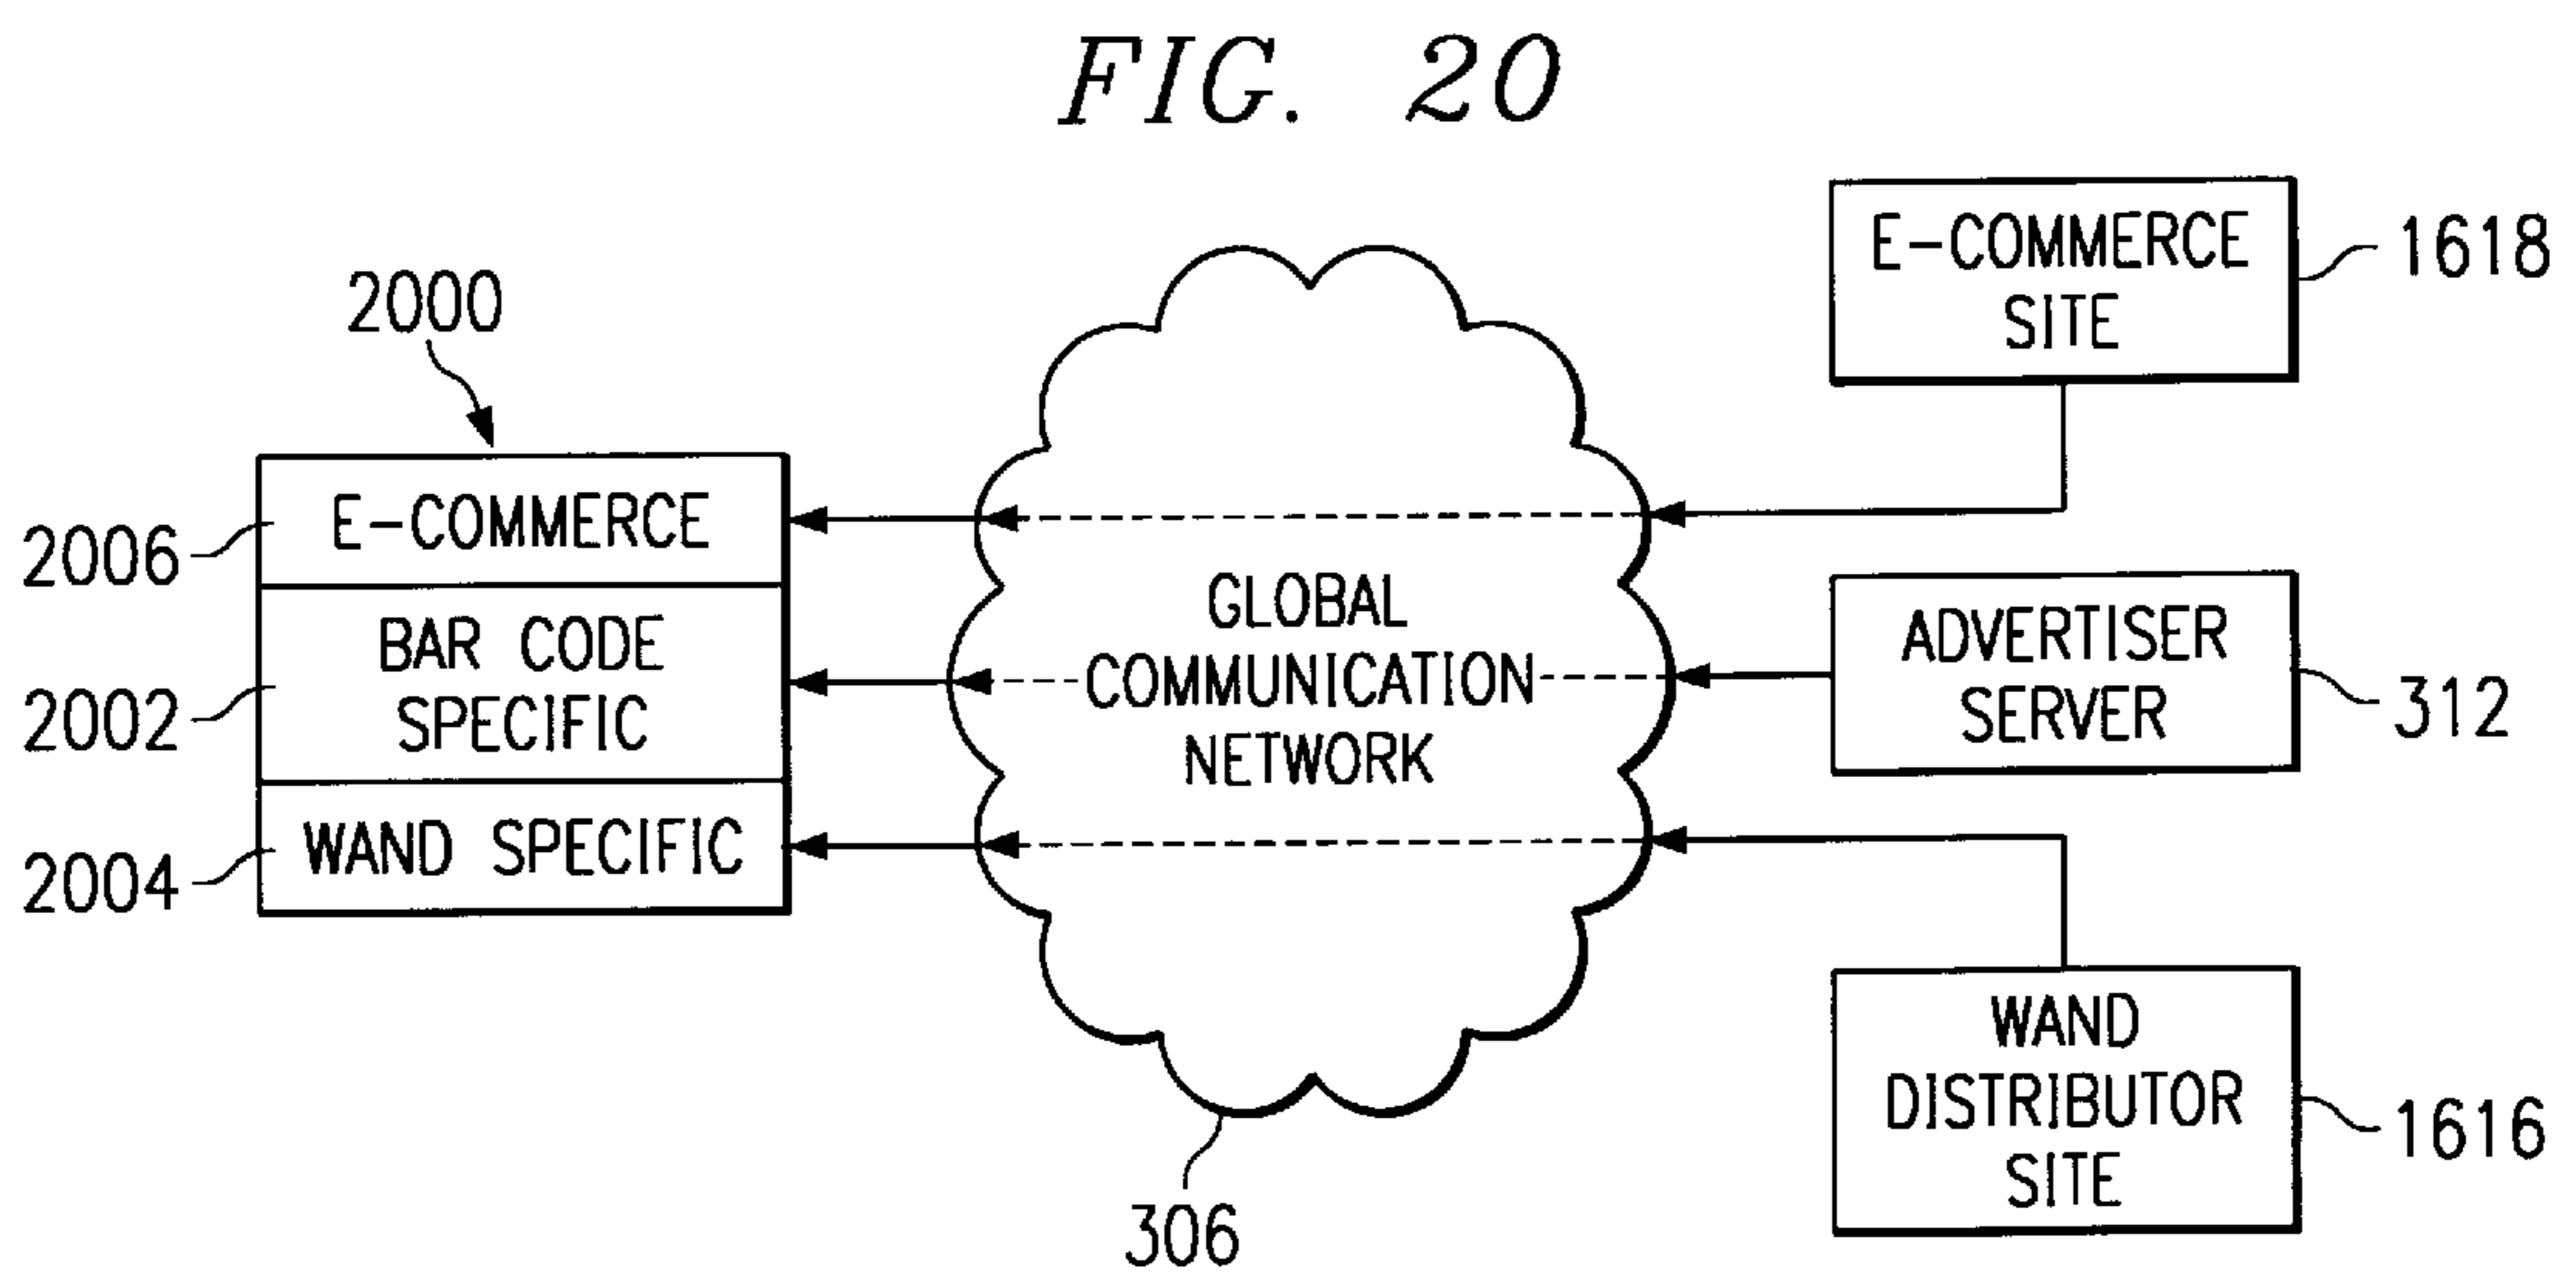 FIG. 20
E-COMMERCE
SITE
1618
2000
E-COMMERCE
2006
BAR CODE
SPECIFIC
2002
WAND SPECIFIC
2004
GLOBAL
COMMUNICATION
NETWORK
306
ADVERTISER
SERVER
312
WAND
DISTRIBUTOR
SITE
1616